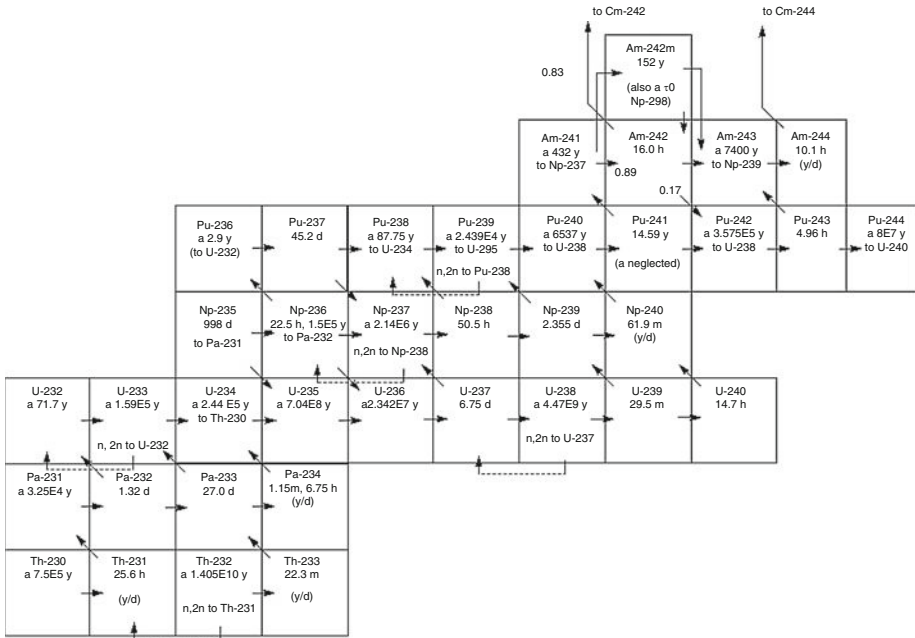 to Cm-242
to Cm-244
Am-242m
152 y
(also a τ0
Np-298)
0.83
Am-241
a 432 y
to Np-237
Am-242
16.0 h
0.89
0.17
Am-243
a 7400 y
to Np-239
Am-244
10.1 h
(y/d)
Pu-236
a 2.9 y
(to U-232)
Pu-237
45.2 d
Pu-238
a 87.75 y
to U-234
Pu-239
a 2.439E4 y
to U-295
n,2n to Pu-238
Pu-240
a 6537 y
to U-238
Pu-241
14.59 y
(a neglected)
Pu-242
a 3.575E5 y
to U-238
Pu-243
4.96 h
Pu-244
a 8E7 y
to U-240
Np-235
998 d
to Pa-231
Np-236
22.5 h, 1.5E5 y
to Pa-232
Np-237
a 2.14E6 y
n,2n to Np-238
Np-238
50.5 h
Np-239
2.355 d
Np-240
61.9 m
(y/d)
U-232
a 71.7 y
U-233
a 1.59E5 y
n, 2n to U-232
U-234
a 2.44 E5 y
to Th-230
U-235
a 7.04E8 y
U-236
a2.342E7 y
U-237
6.75 d
U-238
a 4.47E9 y
n,2n to U-237
U-239
29.5 m
U-240
14.7 h
Pa-231
a 3.25E4 y
Pa-232
1.32 d
Pa-233
27.0 d
Pa-234
1.15m, 6.75 h
(y/d)
Th-230
a 7.5E5 y
Th-231
25.6 h
(y/d)
Th-232
a 1.405E10 y
n,2n to Th-231
Th-233
22.3 m
(y/d)